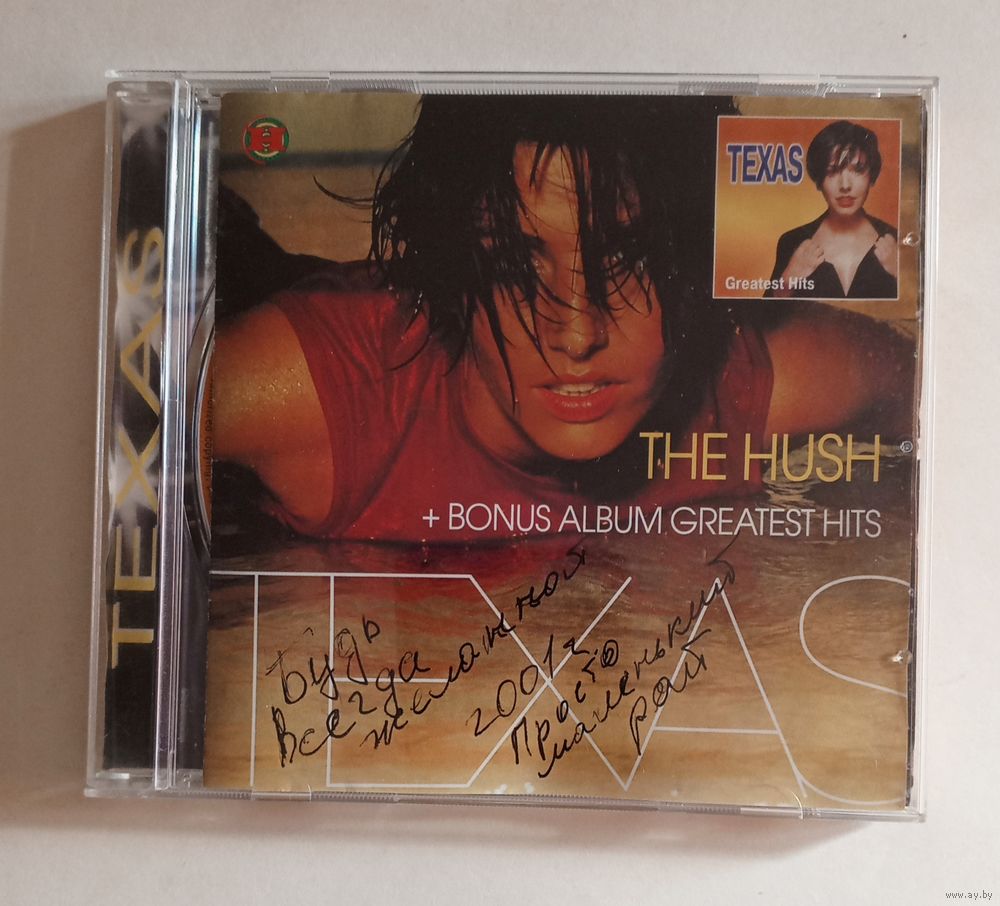 TEXAS
TEXAS
Greatest Hits
THE HUSH
+ BONUS ALBUM GREATEST HITS
TEXAS
Будь
Всегда
желанной
2001г.
Просто
маленький
рай
www.ay.by